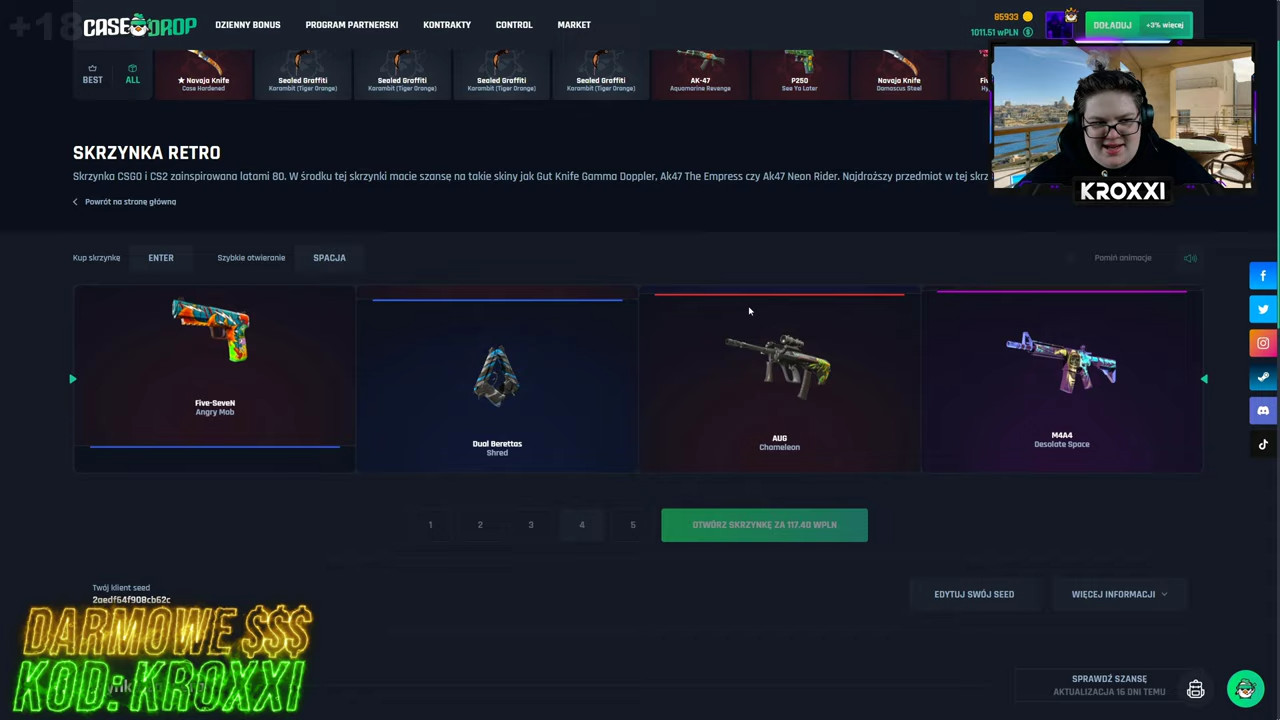 +18
CASE DROP
DZIENNY BONUS
PROGRAM PARTNERSKI
KONTRAKTY
CONTROL
MARKET
85933
1011.51 wPLN
DOŁADUJ
+3% więcej
BEST
ALL
★ Navaja Knife
Case Hardened
Sealed Graffiti
Karambit (Tiger Orange)
Sealed Graffiti
Karambit (Tiger Orange)
Sealed Graffiti
Karambit (Tiger Orange)
Sealed Graffiti
Karambit (Tiger Orange)
AK-47
Aquamarine Revenge
P250
See Ya Later
Navaja Knife
Damascus Steel
KROXXI
SKRZYNKA RETRO
Skrzynka CSGO i CS2 zainspirowana latami 80. W środku tej skrzynki macie szansę na takie skiny jak Gut Knife Gamma Doppler, Ak47 The Empress czy Ak47 Neon Rider. Najdroższy przedmiot w tej skrz
Powrót na stronę główną
Kup skrzynkę
ENTER
Szybkie otwieranie
SPACJA
Pomiń animacje
Five-SeveN
Angry Mob
Dual Berettas
Shred
AUG
Chameleon
M4A4
Desolate Space
1
2
3
4
5
OTWÓRZ SKRZYNKĘ ZA 117.40 WPLN
Twój klient seed
2aedf54f908cb62c
EDYTUJ SWÓJ SEED
WIĘCEJ INFORMACJI
DARMOWE $$$
KOD: KROXXI
SPRAWDŹ SZANSĘ
AKTUALIZACJA 16 DNI TEMU